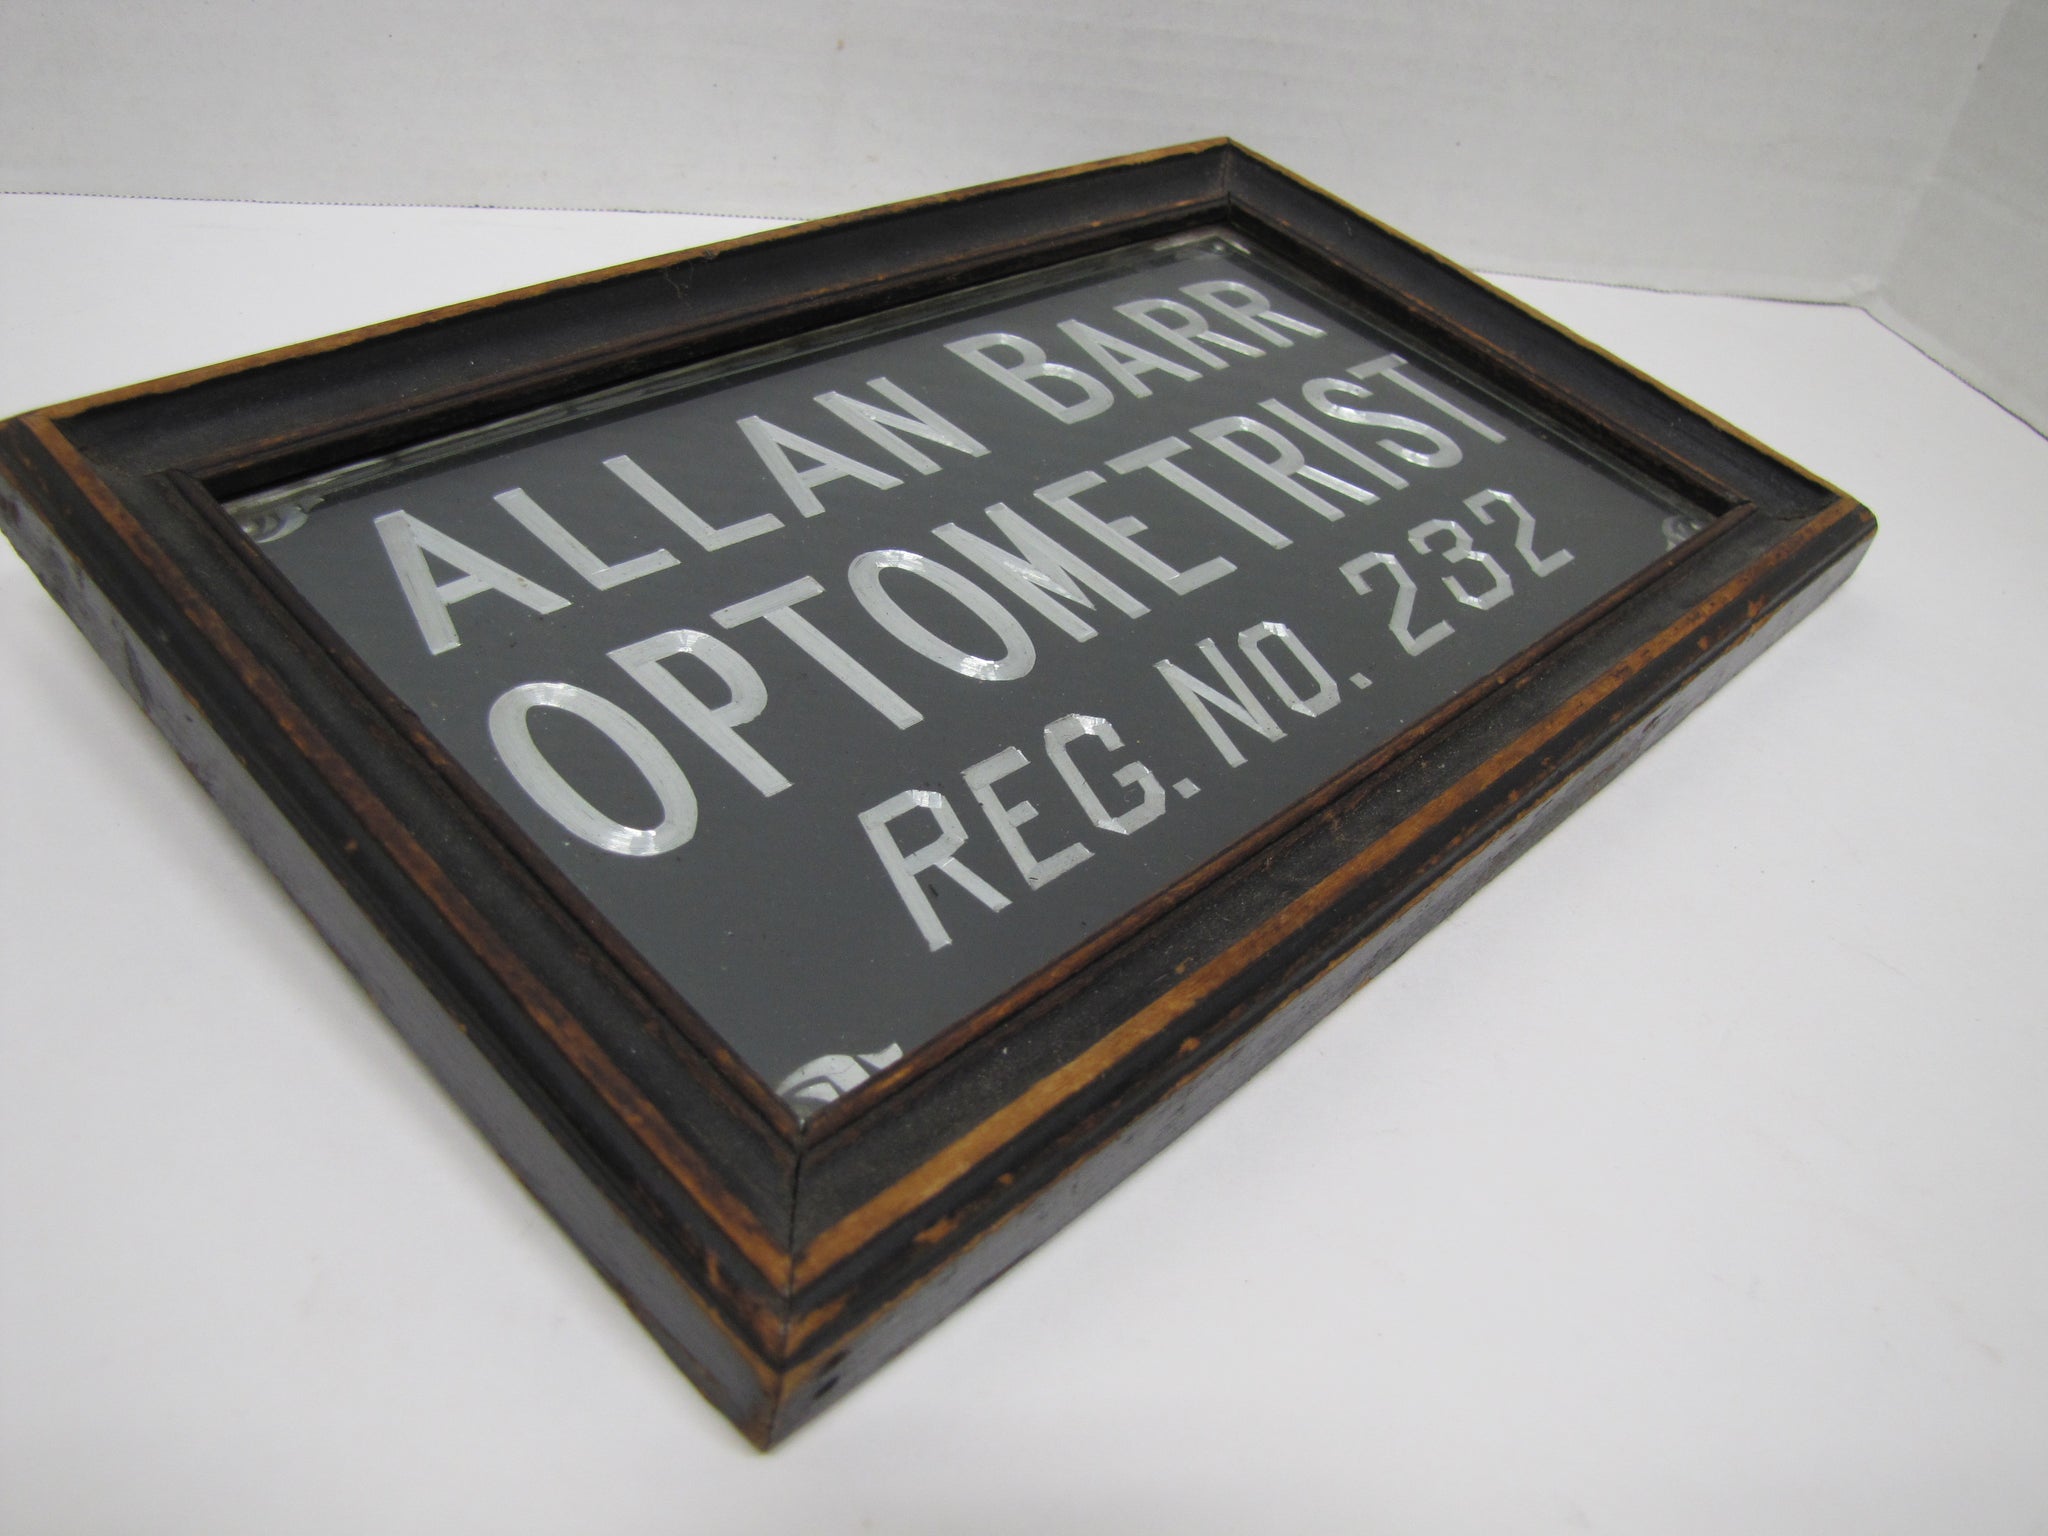 ALLAN BARR
OPTOMETRIST
REG. NO. 232